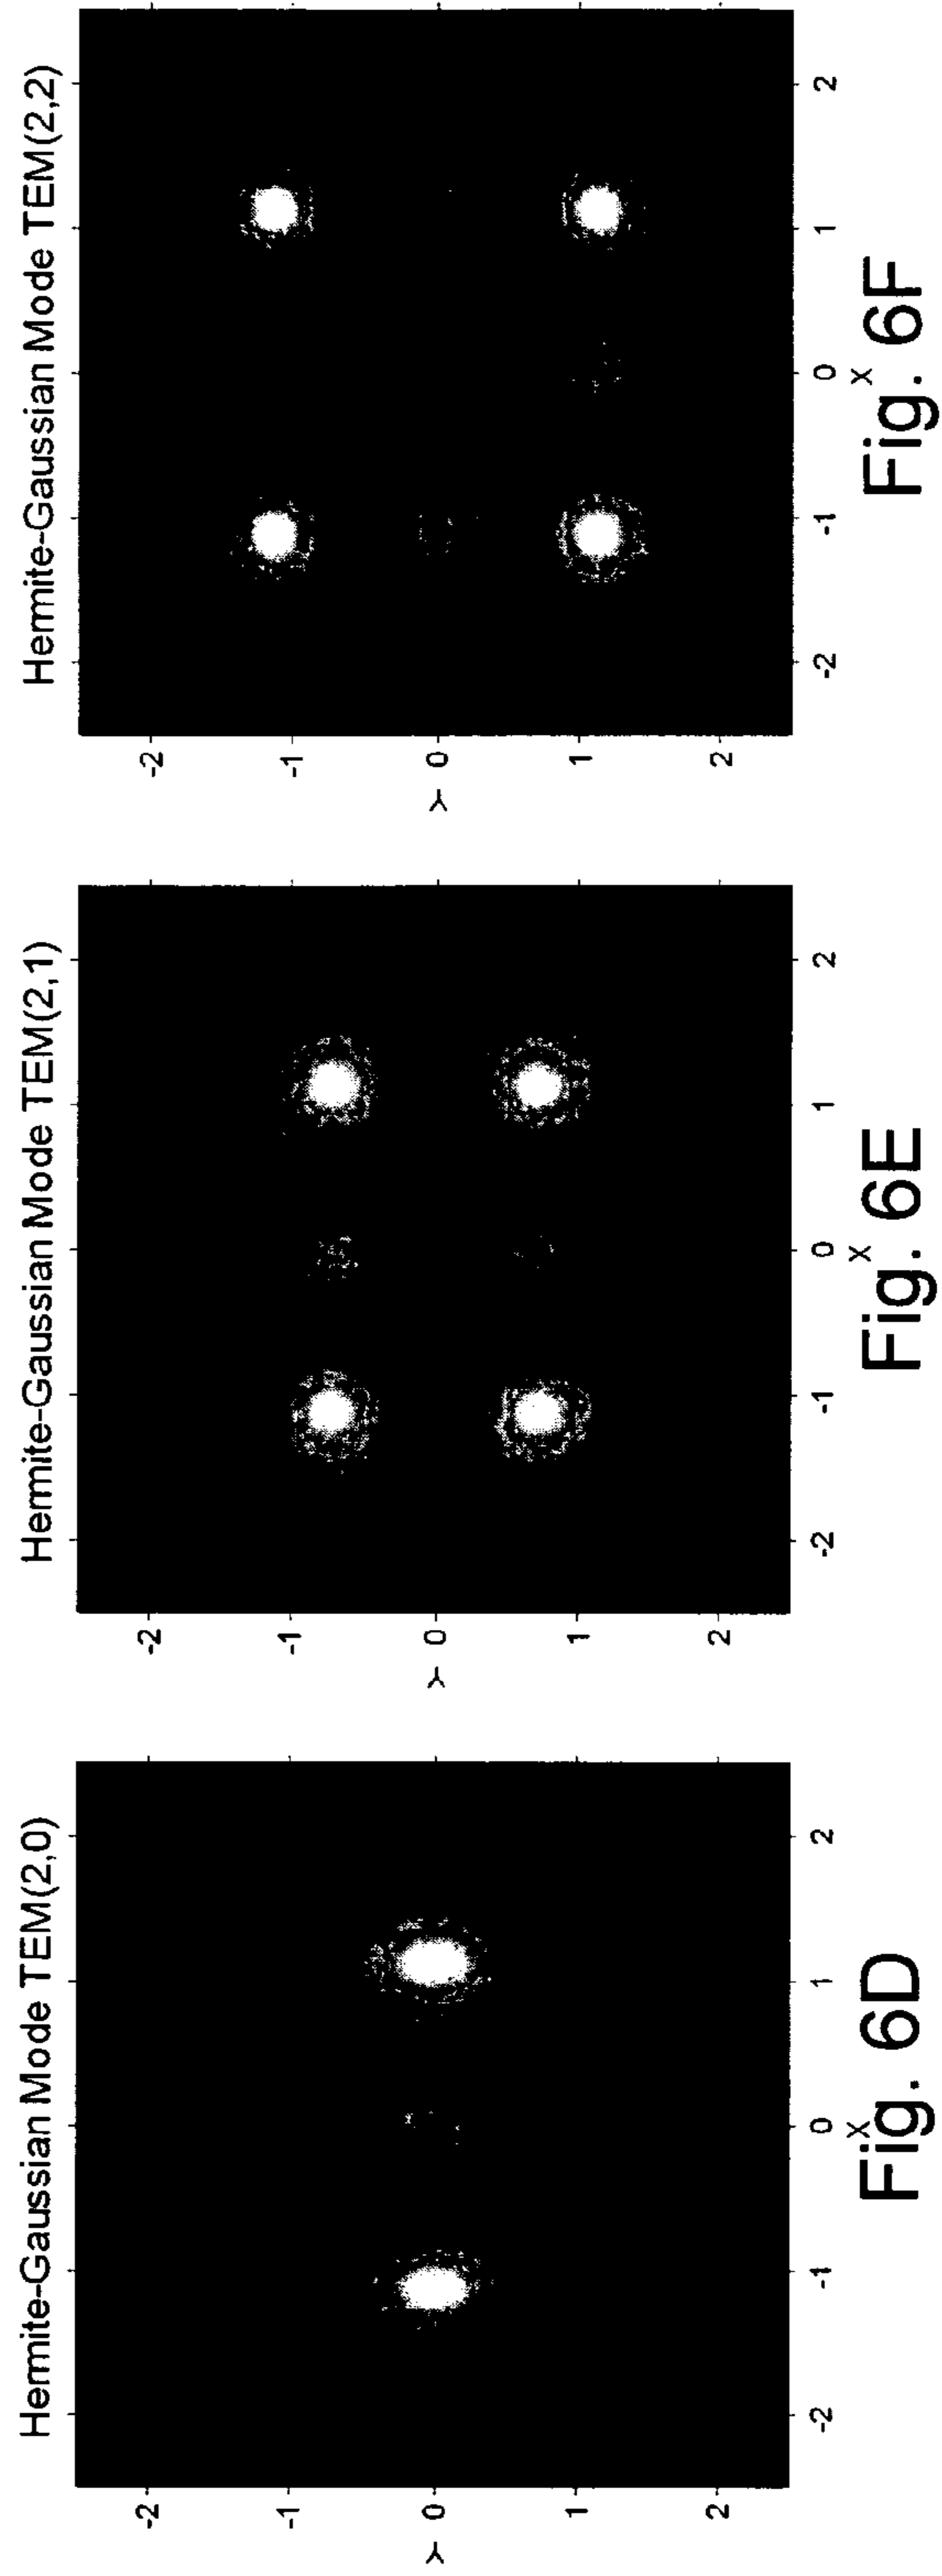 Hermite-Gaussian Mode TEM(2,0)
-2
-1
0
1
2
Y
-2
-1
0
1
2
X
Fig. 6D
Hermite-Gaussian Mode TEM(2,1)
-2
-1
0
1
2
Y
-2
-1
0
1
2
X
Fig. 6E
Hermite-Gaussian Mode TEM(2,2)
-2
-1
0
1
2
Y
-2
-1
0
1
2
X
Fig. 6F